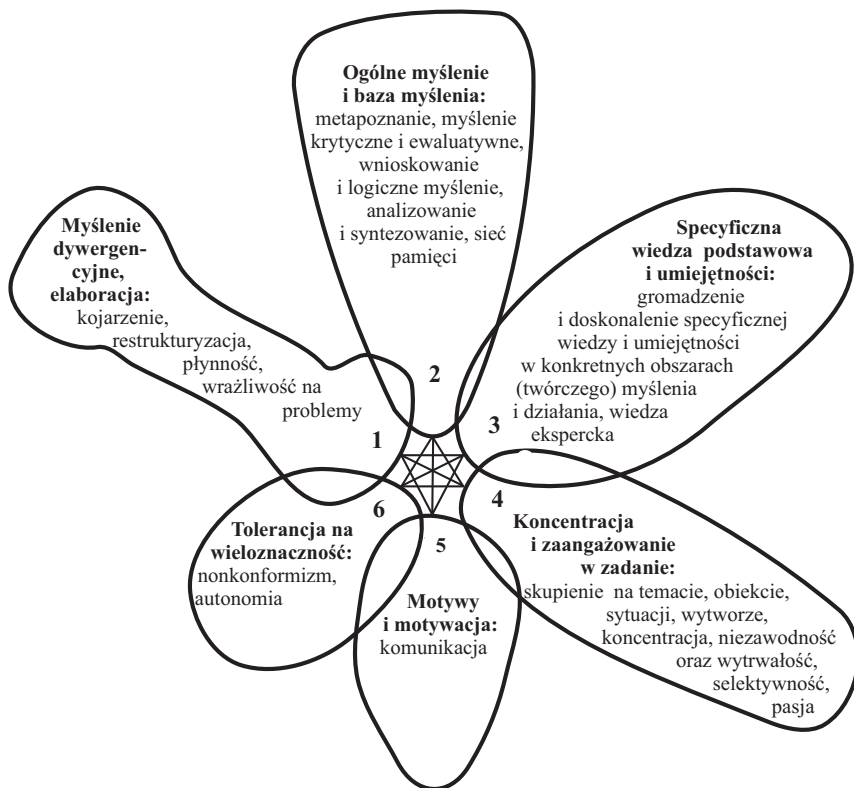 Ogólne myślenie
i baza myślenia:
metapoznanie, myślenie
krytyczne i ewaluatywne,
wnioskowanie
i logiczne myślenie,
analizowanie
i syntezowanie, sieć
pamięci
2
Myślenie
dywergen-
cyjne,
elaboracja:
kojarzenie,
restrukturyzacja,
płynność,
wrażliwość na
problemy
1
Specyficzna
wiedza podstawowa
i umiejętności:
gromadzenie
i doskonalenie specyficznej
wiedzy i umiejętności
w konkretnych obszarach
(twórczego) myślenia
i działania, wiedza
ekspercka
3
4
Koncentracja
i zaangażowanie
w zadanie:
skupienie na temacie, obiekcie,
sytuacji, wytworze,
koncentracja, niezawodność
oraz wytrwałość,
selektywność,
pasja
6
Tolerancja na
wieloznaczność:
nonkonformizm,
autonomia
5
Motywy
i motywacja:
komunikacja